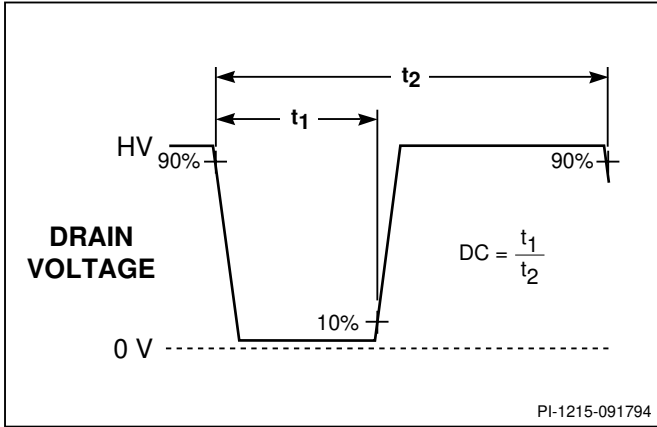 t2
t1
HV
90%
90%
DRAIN
VOLTAGE
DC = t1
t2
10%
0 V
PI-1215-091794